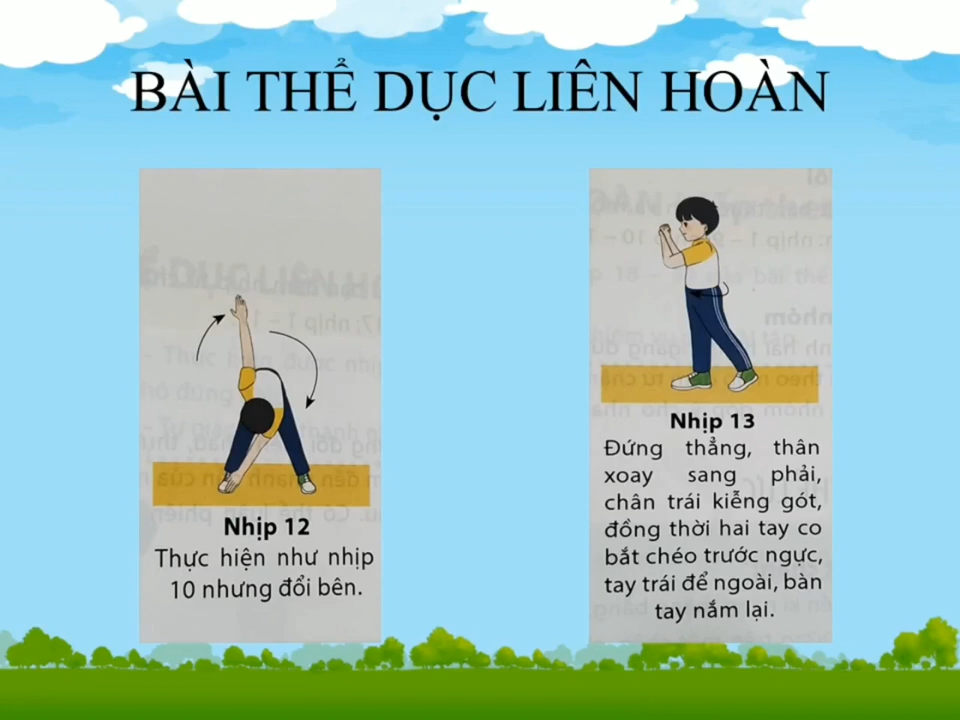 BÀI THỂ DỤC LIÊN HOÀN
Nhịp 12
Thực hiện như nhịp
10 nhưng đổi bên.
Nhịp 13
Đứng thẳng, thân
xoay sang phải,
chân trái kiễng gót,
đồng thời hai tay co
bắt chéo trước ngực,
tay trái để ngoài, bàn
tay nắm lại.